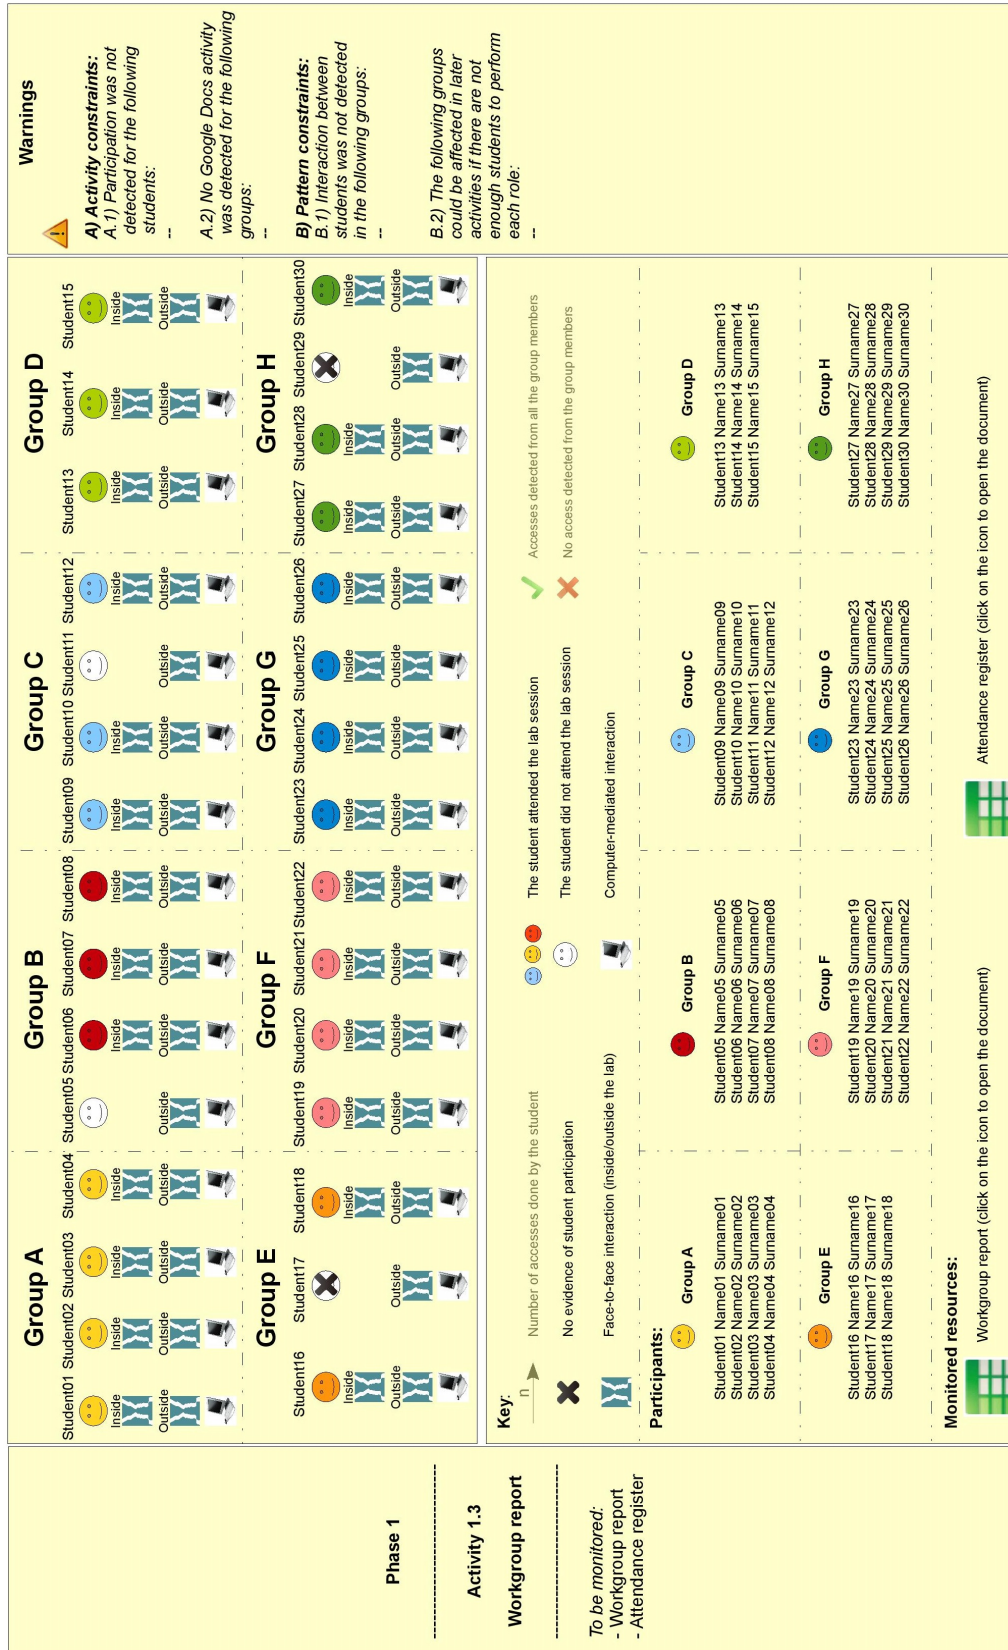 Phase 1
Activity 1.3
Workgroup report
To be monitored:
- Workgroup report
- Attendance register
Group A
Student01 Student02 Student03 Student04
Inside Inside Inside Inside
Outside Outside Outside Outside
Group B
Student05 Student06 Student07 Student08
Inside Inside Inside
Outside Outside Outside Outside
Group C
Student09 Student10 Student11 Student12
Inside Inside Inside
Outside Outside Outside Outside
Group D
Student13 Student14 Student15
Inside Inside Inside
Outside Outside Outside
Group E
Student16 Student17 Student18
Inside Inside
Outside Outside Outside
Group F
Student19 Student20 Student21 Student22
Inside Inside Inside Inside
Outside Outside Outside Outside
Group G
Student23 Student24 Student25 Student26
Inside Inside Inside Inside
Outside Outside Outside Outside
Group H
Student27 Student28 Student29 Student30
Inside Inside Inside
Outside Outside Outside Outside
Key:
n
Number of accesses done by the student
No evidence of student participation
Face-to-face interaction (inside/outside the lab)
The student attended the lab session
The student did not attend the lab session
Computer-mediated interaction
Accesses detected from all the group members
No access detected from the group members
Participants:
Group A
Student01 Name01 Surname01
Student02 Name02 Surname02
Student03 Name03 Surname03
Student04 Name04 Surname04
Group B
Student05 Name05 Surname05
Student06 Name06 Surname06
Student07 Name07 Surname07
Student08 Name08 Surname08
Group C
Student09 Name09 Surname09
Student10 Name10 Surname10
Student11 Name11 Surname11
Student12 Name12 Surname12
Group D
Student13 Name13 Surname13
Student14 Name14 Surname14
Student15 Name15 Surname15
Group E
Student16 Name16 Surname16
Student17 Name17 Surname17
Student18 Name18 Surname18
Group F
Student19 Name19 Surname19
Student20 Name20 Surname20
Student21 Name21 Surname21
Student22 Name22 Surname22
Group G
Student23 Name23 Surname23
Student24 Name24 Surname24
Student25 Name25 Surname25
Student26 Name26 Surname26
Group H
Student27 Name27 Surname27
Student28 Name28 Surname28
Student29 Name29 Surname29
Student30 Name30 Surname30
Monitored resources:
Workgroup report (click on the icon to open the document)
Attendance register (click on the icon to open the document)
Warnings
A) Activity constraints:
A.1) Participation was not
detected for the following
students:
--
A.2) No Google Docs activity
was detected for the following
groups:
--
B) Pattern constraints:
B.1) Interaction between
students was not detected
in the following groups:
--
B.2) The following groups
could be affected in later
activities if there are not
enough students to perform
each role:
--